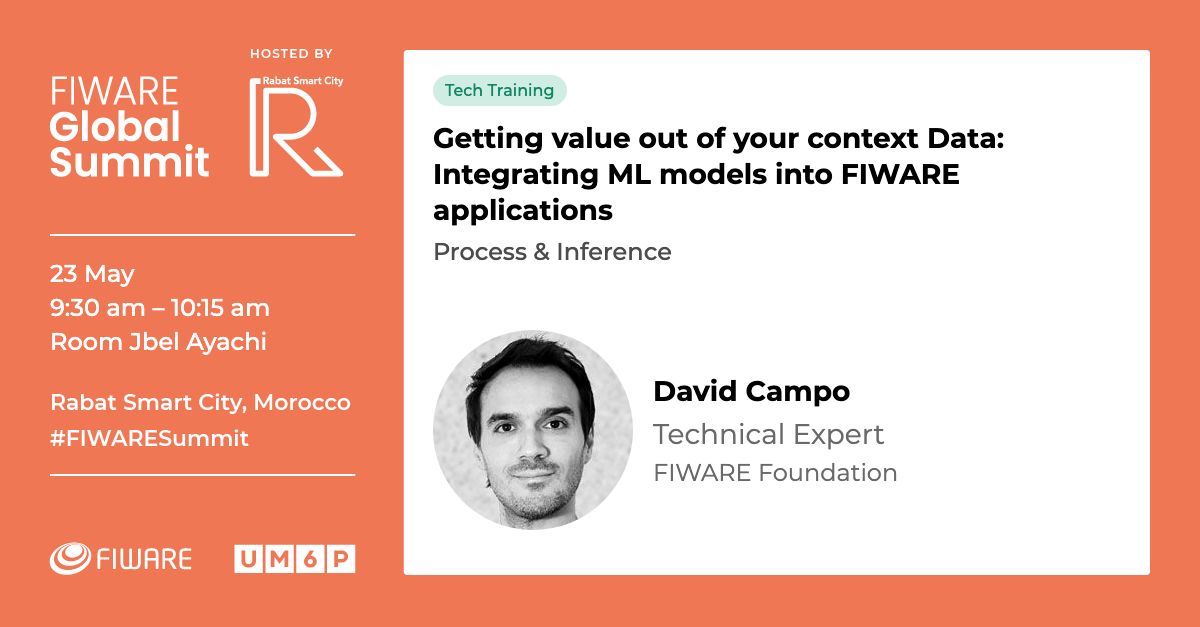 HOSTED BY
FIWARE
Global
Summit
Rabat Smart City
R
23 May
9:30 am – 10:15 am
Room Jbel Ayachi
Rabat Smart City, Morocco
#FIWARESummit
FIWARE
UM6P
Tech Training
Getting value out of your context Data:
Integrating ML models into FIWARE
applications
Process & Inference
David Campo
Technical Expert
FIWARE Foundation